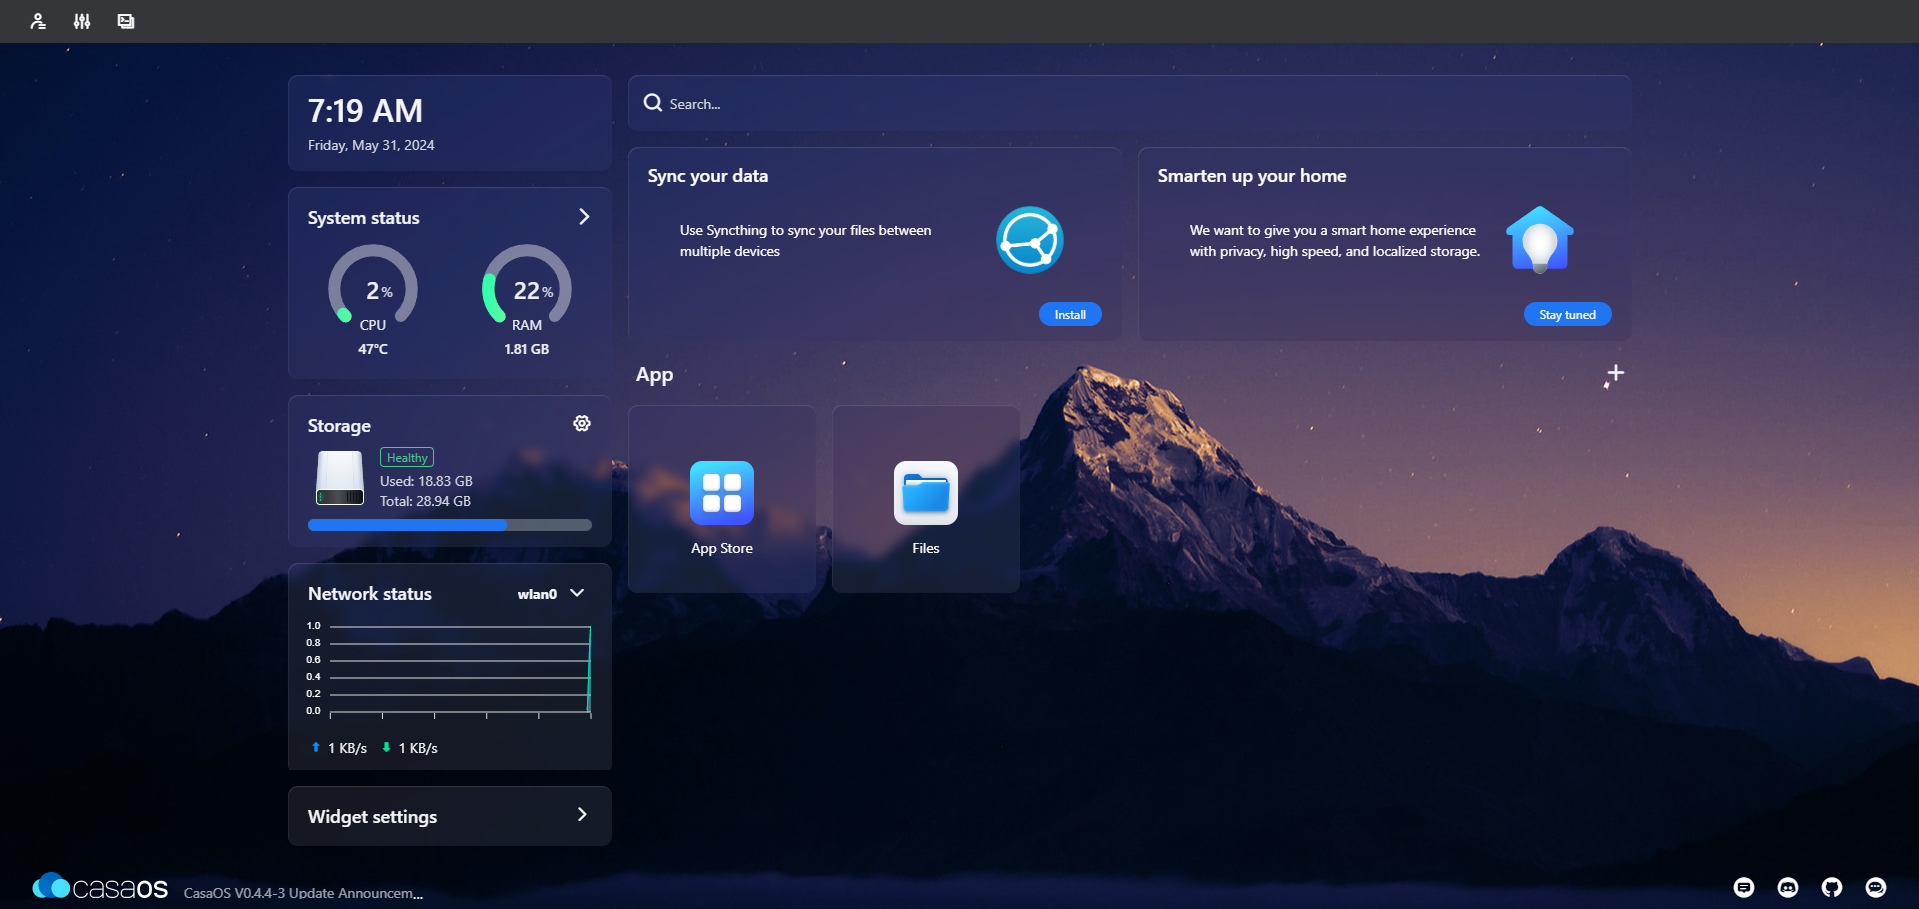 7:19 AM
Friday, May 31, 2024
Search...
System status
2%
CPU
47°C
22%
RAM
1.81 GB
Sync your data
Use Syncthing to sync your files between
multiple devices
Install
Smarten up your home
We want to give you a smart home experience
with privacy, high speed, and localized storage.
Stay tuned
Storage
Healthy
Used: 18.83 GB
Total: 28.94 GB
App
App Store
Files
Network status
wlan0
1.0
0.8
0.6
0.4
0.2
0.0
1 KB/s
1 KB/s
Widget settings
casaOS
CasaOS V0.4.4-3 Update Announcem...